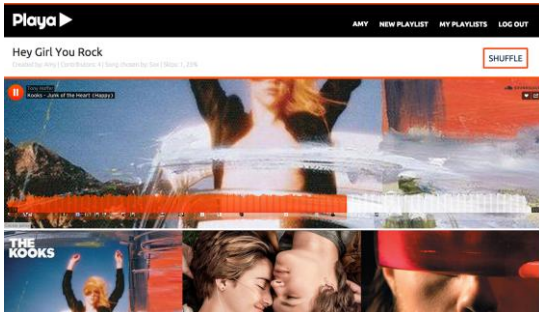 Playa
AMY NEW PLAYLIST MY PLAYLISTS LOG OUT
Hey Girl You Rock
SHUFFLE
Kooks - Junk of the Heart (Happy)
THE
KOOKS